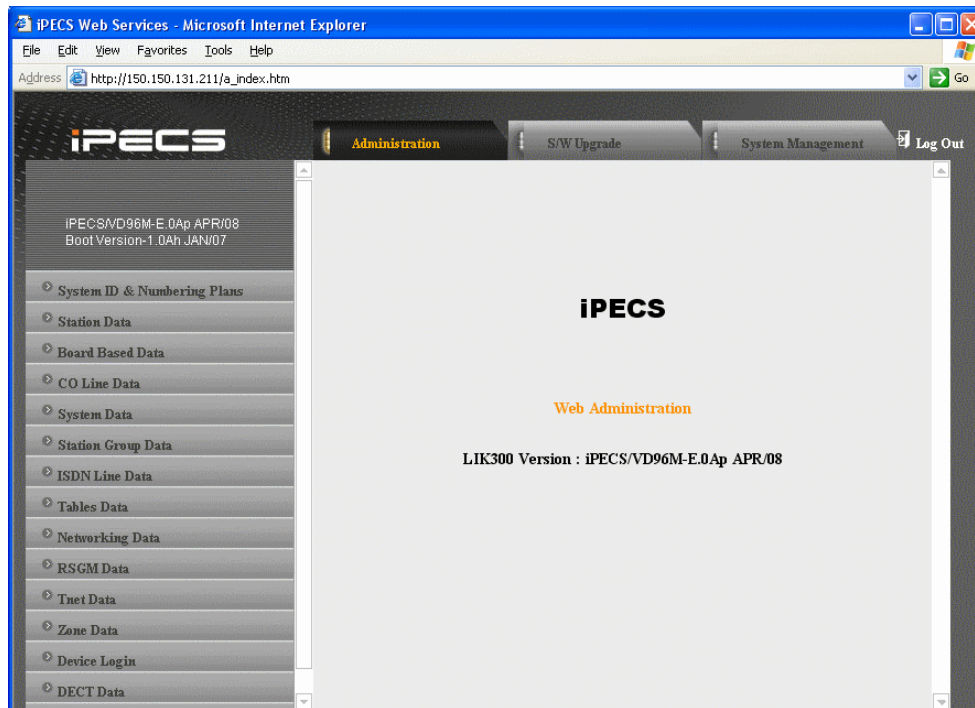 iPECS Web Services - Microsoft Internet Explorer
File Edit View Favorites Tools Help
Address http://150.150.131.211/a_index.htm Go
iPECS
Administration S/W Upgrade System Management Log Out
iPECS/VD96M-E.0Ap APR/08
Boot Version-1.0Ah JAN/07
System ID & Numbering Plans
Station Data
Board Based Data
CO Line Data
System Data
Station Group Data
ISDN Line Data
Tables Data
Networking Data
RSGM Data
Tnet Data
Zone Data
Device Login
DECT Data
iPECS
Web Administration
LIK300 Version : iPECS/VD96M-E.0Ap APR/08